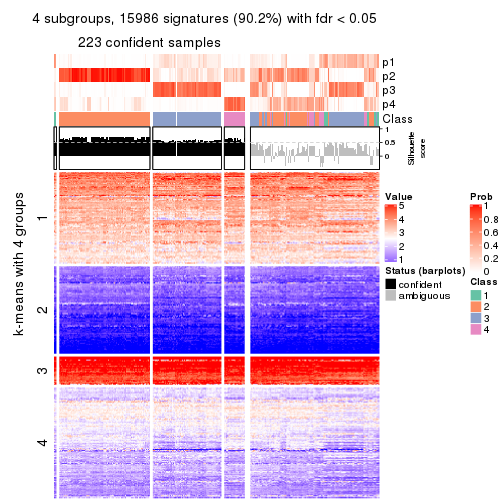 4 subgroups, 15986 signatures (90.2%) with fdr < 0.05
223 confident samples
p1
p2
p3
p4
Class
1
0.5
0
Silhouette
score
k-means with 4 groups
1
2
3
4
Value
5
4
3
2
1
Status (barplots)
confident
ambiguous
Prob
1
0.8
0.6
0.4
0.2
0
Class
1
2
3
4